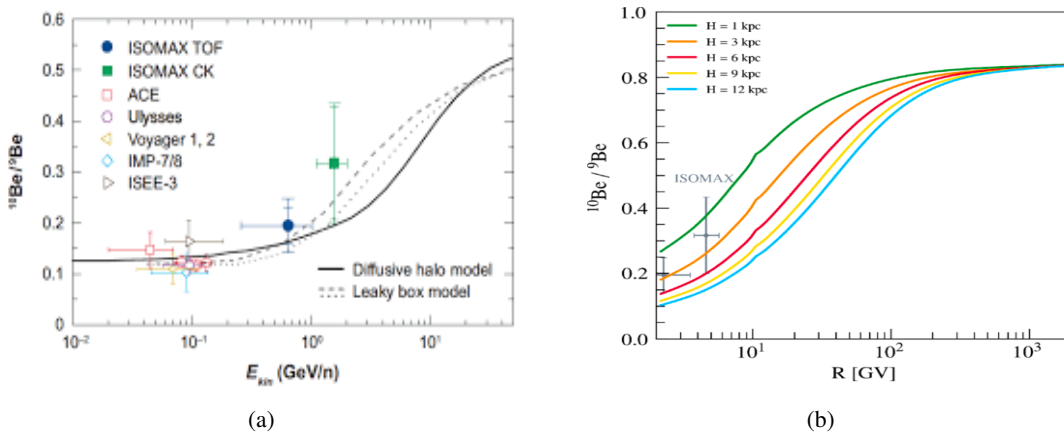 ISOMAX TOF
ISOMAX CK
ACE
Ulysses
Voyager 1, 2
IMP-7/8
ISEE-3
Diffusive halo model
Leaky box model
¹⁰Be/⁹Be
0.6
0.5
0.4
0.3
0.2
0.1
0
10⁻² 10⁻¹ 10⁰ 10¹
E_kin (GeV/n)
(a)
b)
H = 1 kpc
H = 3 kpc
H = 6 kpc
H = 9 kpc
H = 12 kpc
ISOMAX
¹⁰Be / ⁹Be
1.0
0.8
0.6
0.4
0.2
0.0
10¹ 10² 10³
R [GV]
(b)